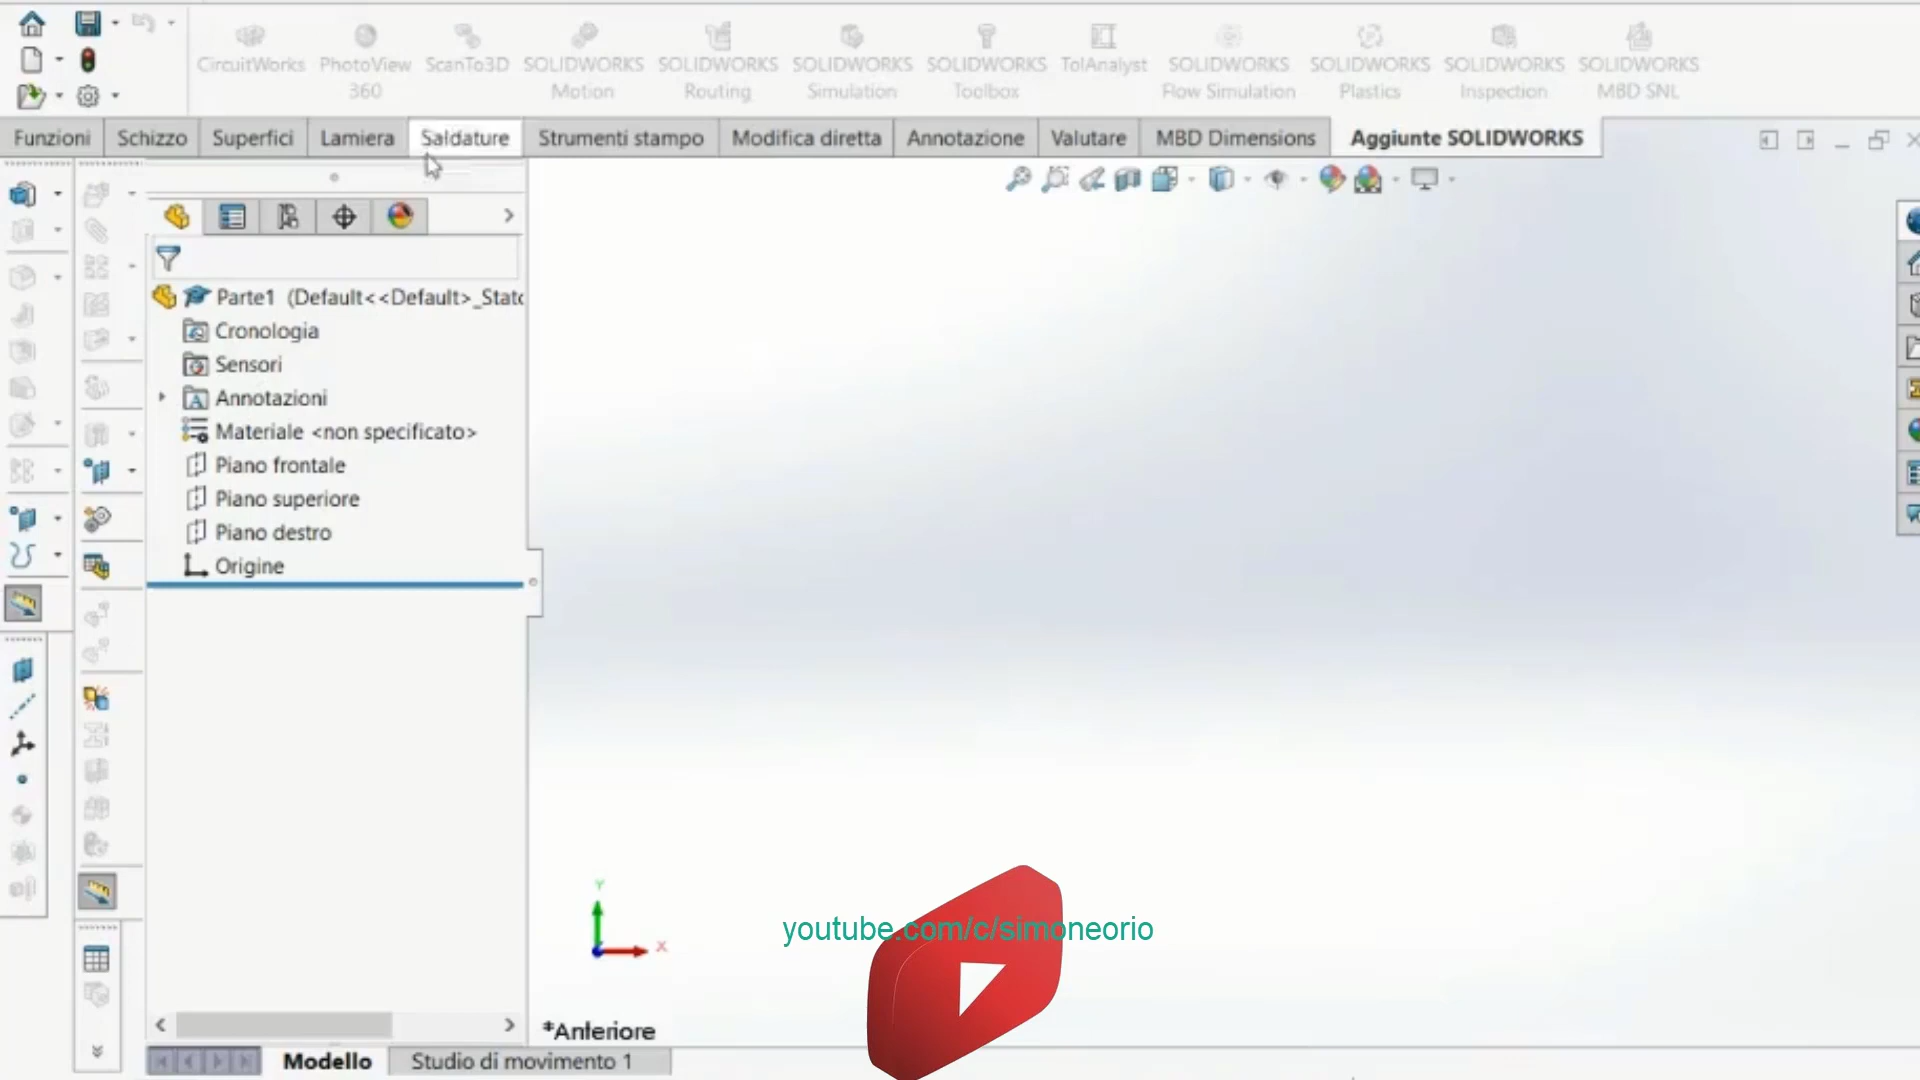 CircuitWorks
PhotoView
360
ScanTo3D
SOLIDWORKS
Motion
SOLIDWORKS
Routing
SOLIDWORKS
Simulation
SOLIDWORKS
Toolbox
TolAnalyst
SOLIDWORKS
Flow Simulation
SOLIDWORKS
Plastics
SOLIDWORKS
Inspection
SOLIDWORKS
MBD SNL
Funzioni
Schizzo
Superfici
Lamiera
Saldature
Strumenti stampo
Modifica diretta
Annotazione
Valutare
MBD Dimensions
Aggiunte SOLIDWORKS
Parte1 (Default<<Default>_Stato
Cronologia
Sensori
Annotazioni
Materiale <non specificato>
Piano frontale
Piano superiore
Piano destro
Origine
Y
X
youtube.com/c/simoneorio
*Anteriore
Modello
Studio di movimento 1